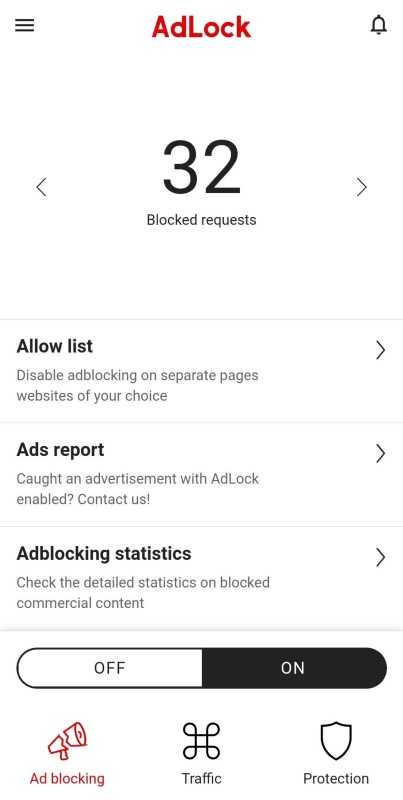 AdLock
32
Blocked requests
Allow list
Disable adblocking on separate pages
websites of your choice
Ads report
Caught an advertisement with AdLock
enabled? Contact us!
Adblocking statistics
Check the detailed statistics on blocked
commercial content
OFF ON
Ad blocking Traffic Protection